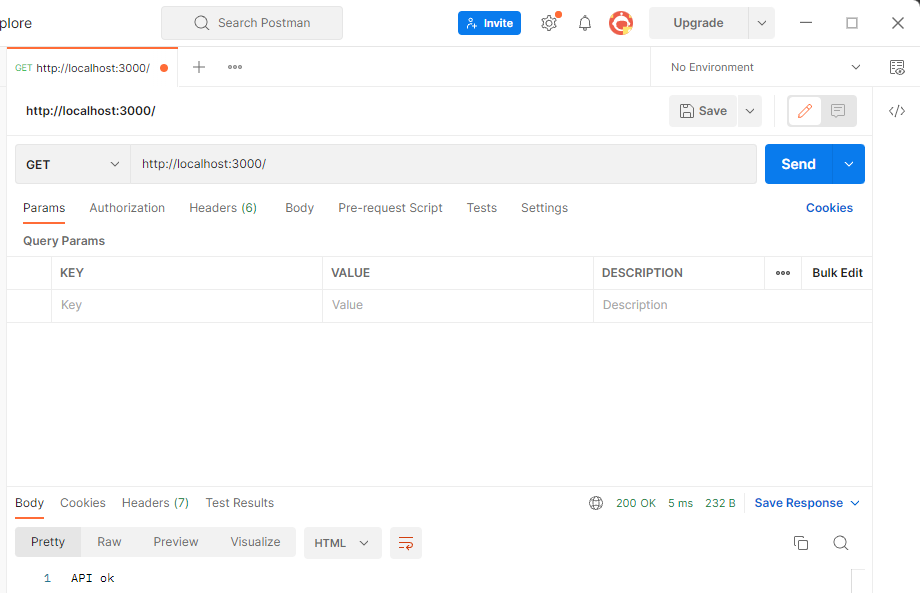 plore Search Postman Invite Upgrade
GET http://localhost:3000/ No Environment
http://localhost:3000/ Save
GET http://localhost:3000/ Send
Params Authorization Headers (6) Body Pre-request Script Tests Settings Cookies
Query Params
KEY VALUE DESCRIPTION Bulk Edit
Key Value Description
Body Cookies Headers (7) Test Results 200 OK 5 ms 232 B Save Response
Pretty Raw Preview Visualize HTML
1 API ok